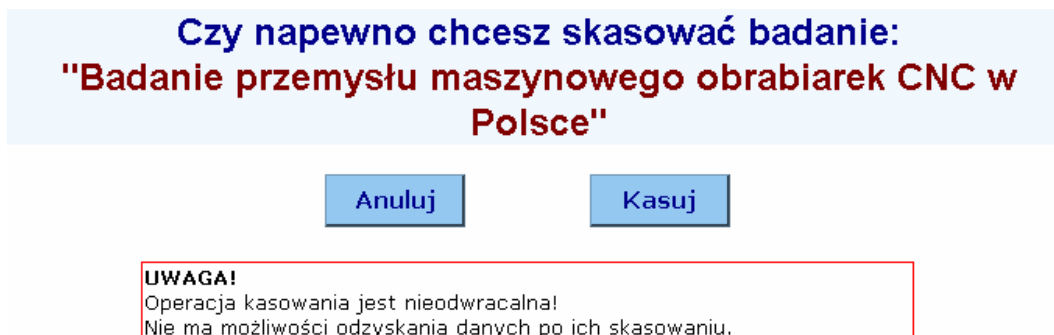 Czy napewno chcesz skasować badanie:
"Badanie przemysłu maszynowego obrabiarek CNC w
Polsce"
Anuluj
Kasuj
UWAGA!
Operacja kasowania jest nieodwracalna!
Nie ma możliwości odzyskania danych po ich skasowaniu.